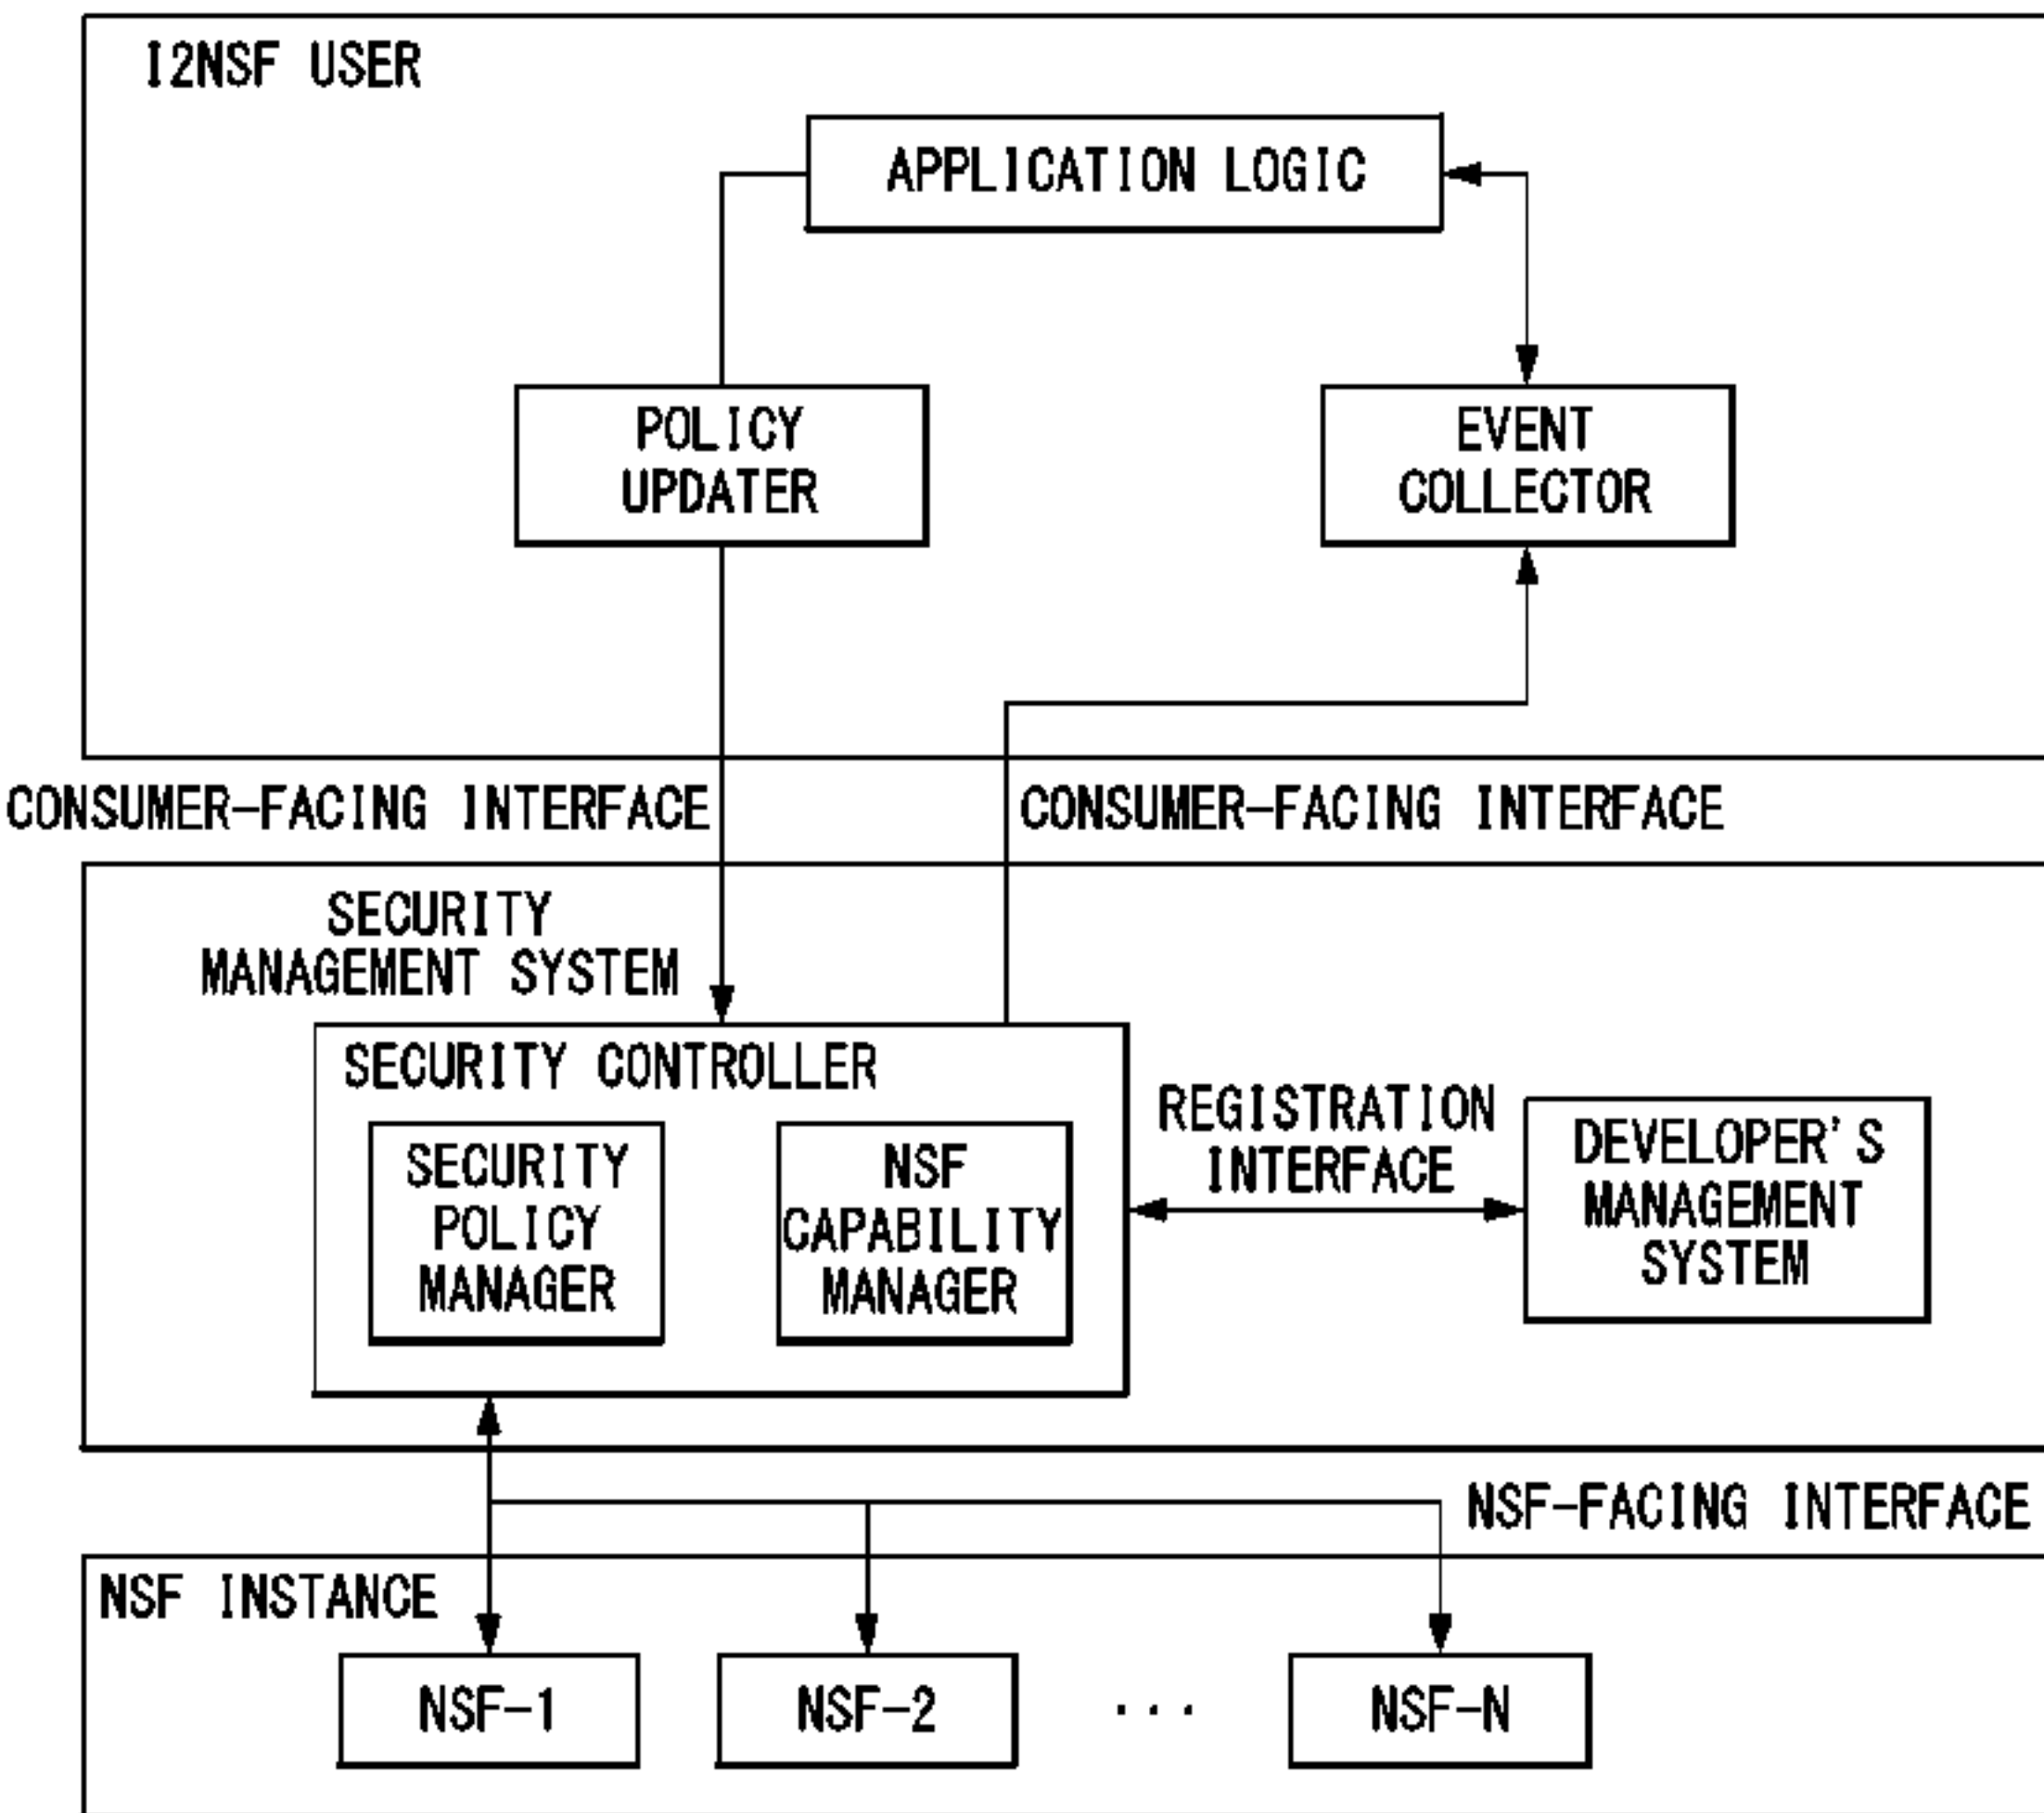 I2NSF USER
APPLICATION LOGIC
POLICY
UPDATER
EVENT
COLLECTOR
CONSUMER-FACING INTERFACE
CONSUMER-FACING INTERFACE
SECURITY
MANAGEMENT SYSTEM
SECURITY CONTROLLER
SECURITY
POLICY
MANAGER
NSF
CAPABILITY
MANAGER
REGISTRATION
INTERFACE
DEVELOPER'S
MANAGEMENT
SYSTEM
NSF-FACING INTERFACE
NSF INSTANCE
NSF-1
NSF-2
...
NSF-N